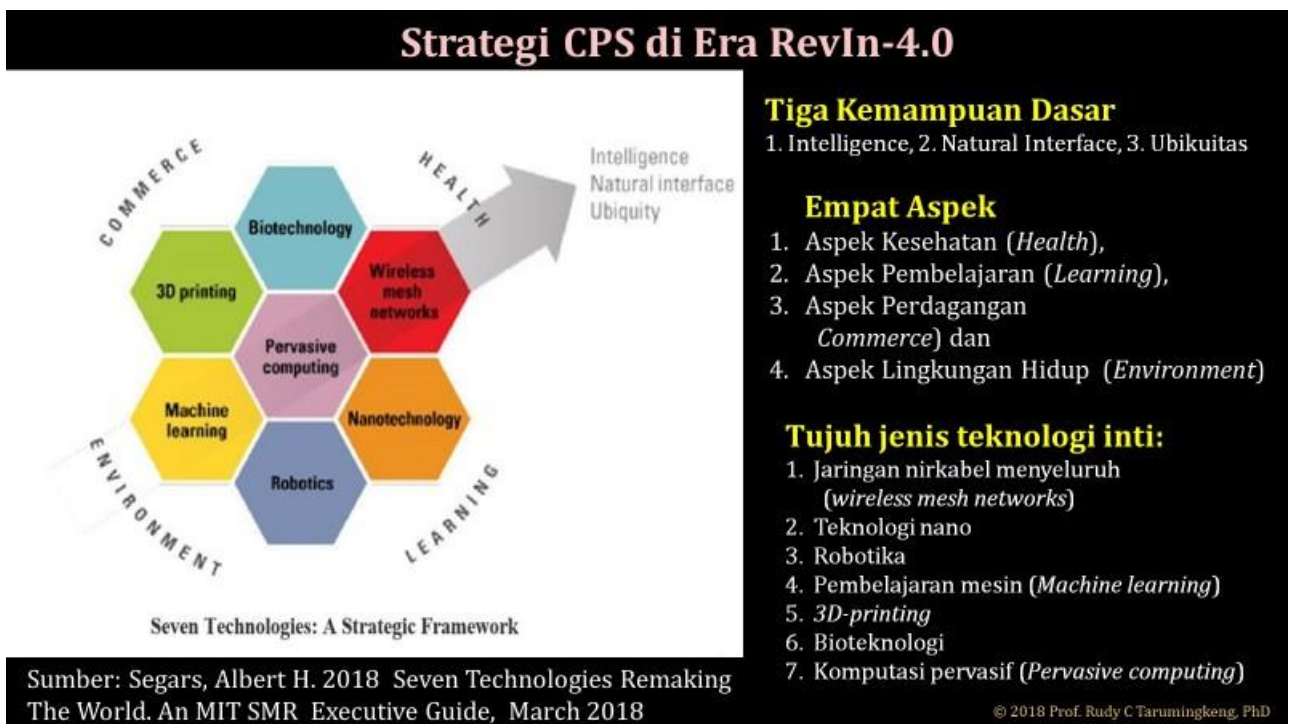 Strategi CPS di Era RevIn-4.0
COMMERCE
HEALTH
Intelligence
Natural interface
Ubiquity
Biotechnology
3D printing
Wireless
mesh
networks
Pervasive
computing
Machine
learning
Nanotechnology
Robotics
ENVIRONMENT
LEARNING
Seven Technologies: A Strategic Framework
Sumber: Segars, Albert H. 2018 Seven Technologies Remaking
The World. An MIT SMR Executive Guide, March 2018
Tiga Kemampuan Dasar
1. Intelligence, 2. Natural Interface, 3. Ubikuitas
Empat Aspek
1. Aspek Kesehatan (Health),
2. Aspek Pembelajaran (Learning),
3. Aspek Perdagangan
Commerce) dan
4. Aspek Lingkungan Hidup (Environment)
Tujuh jenis teknologi inti:
1. Jaringan nirkabel menyeluruh
(wireless mesh networks)
2. Teknologi nano
3. Robotika
4. Pembelajaran mesin (Machine learning)
5. 3D-printing
6. Bioteknologi
7. Komputasi pervasif (Pervasive computing)
© 2018 Prof. Rudy C Tarumingkeng, PhD